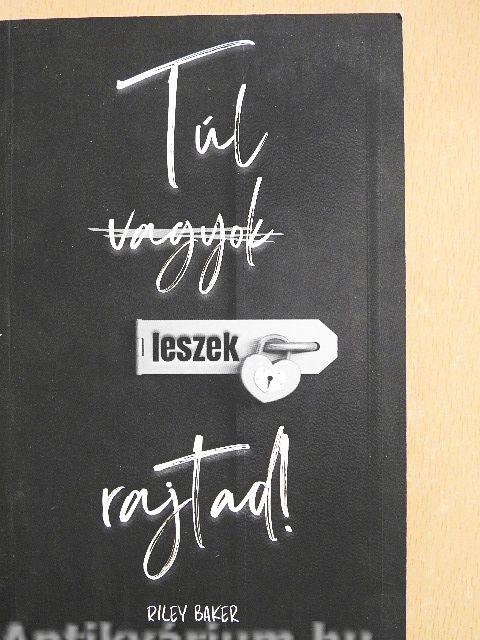 Túl
vagyok
leszek
rajtad!
RILEY BAKER
Antikvárium.hu